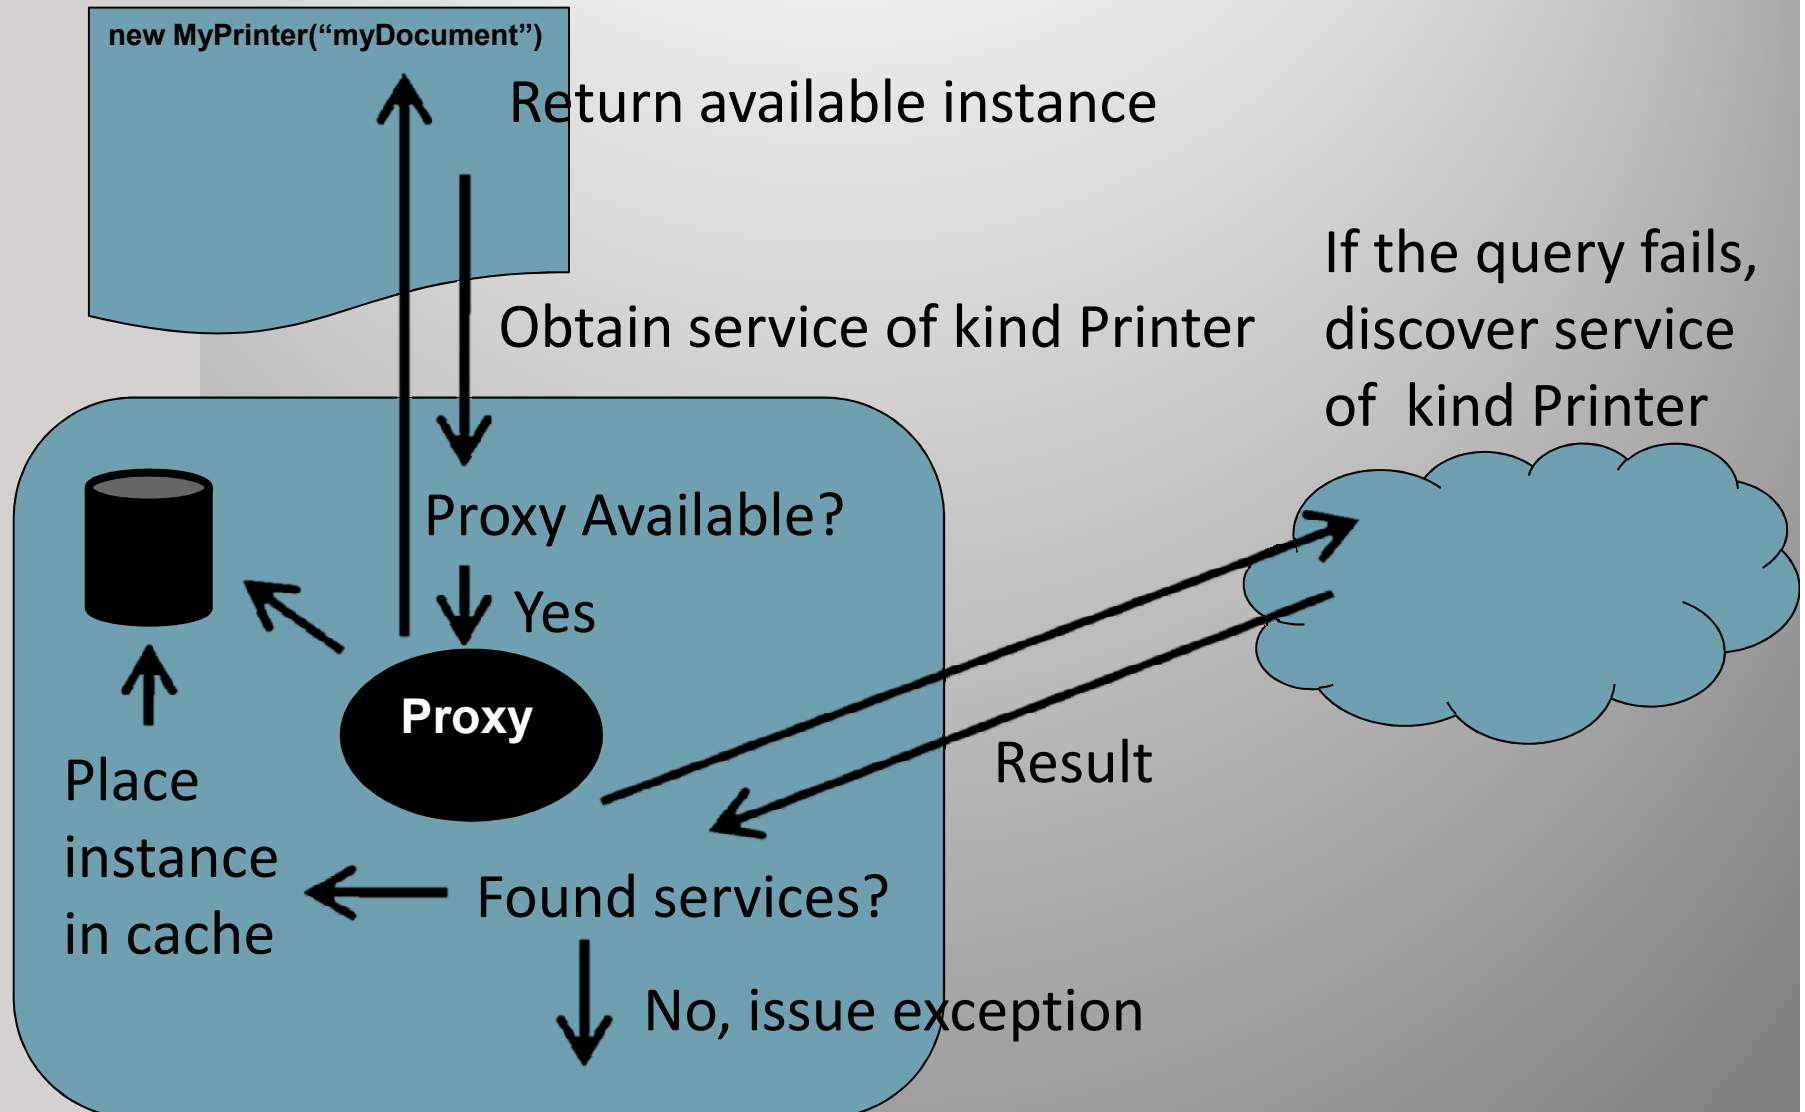 new MyPrinter(“myDocument”)
Return available instance
Obtain service of kind Printer
If the query fails,
discover service
of kind Printer
Proxy Available?
Yes
Proxy
Result
Place
instance
in cache
Found services?
No, issue exception